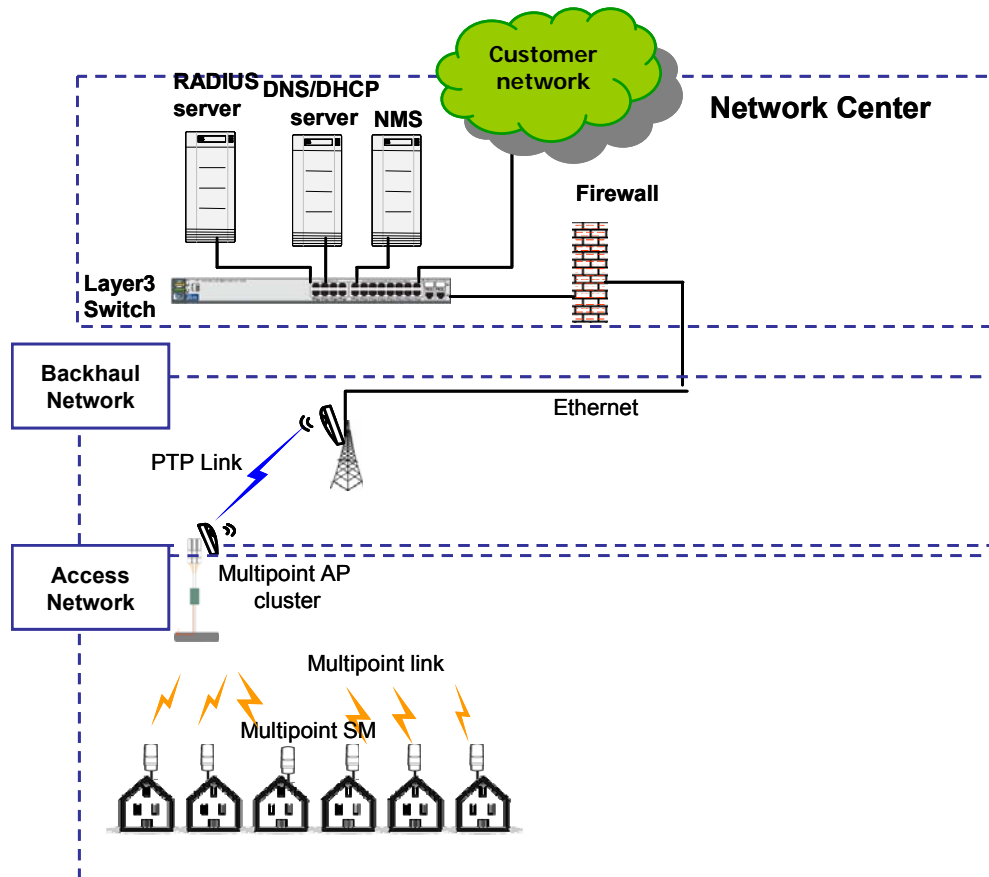 Customer
network
Network Center
RADIUS
server
DNS/DHCP
server
NMS
Firewall
Layer3
Switch
Backhaul
Network
Ethernet
PTP Link
Access
Network
Multipoint AP
cluster
Multipoint link
Multipoint SM